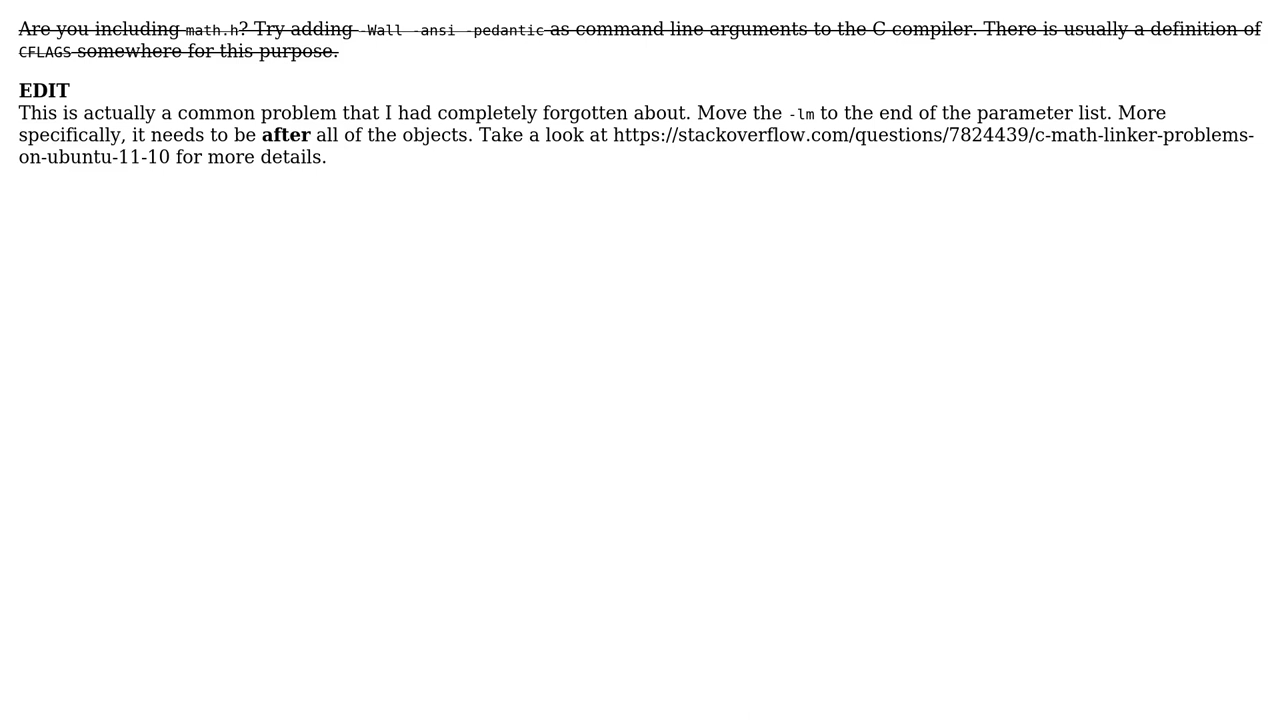 Are you including math.h? Try adding -Wall -ansi -pedantic as command line arguments to the C compiler. There is usually a definition of
CFLAGS somewhere for this purpose.
EDIT
This is actually a common problem that I had completely forgotten about. Move the -lm to the end of the parameter list. More
specifically, it needs to be after all of the objects. Take a look at https://stackoverflow.com/questions/7824439/c-math-linker-problems-
on-ubuntu-11-10 for more details.